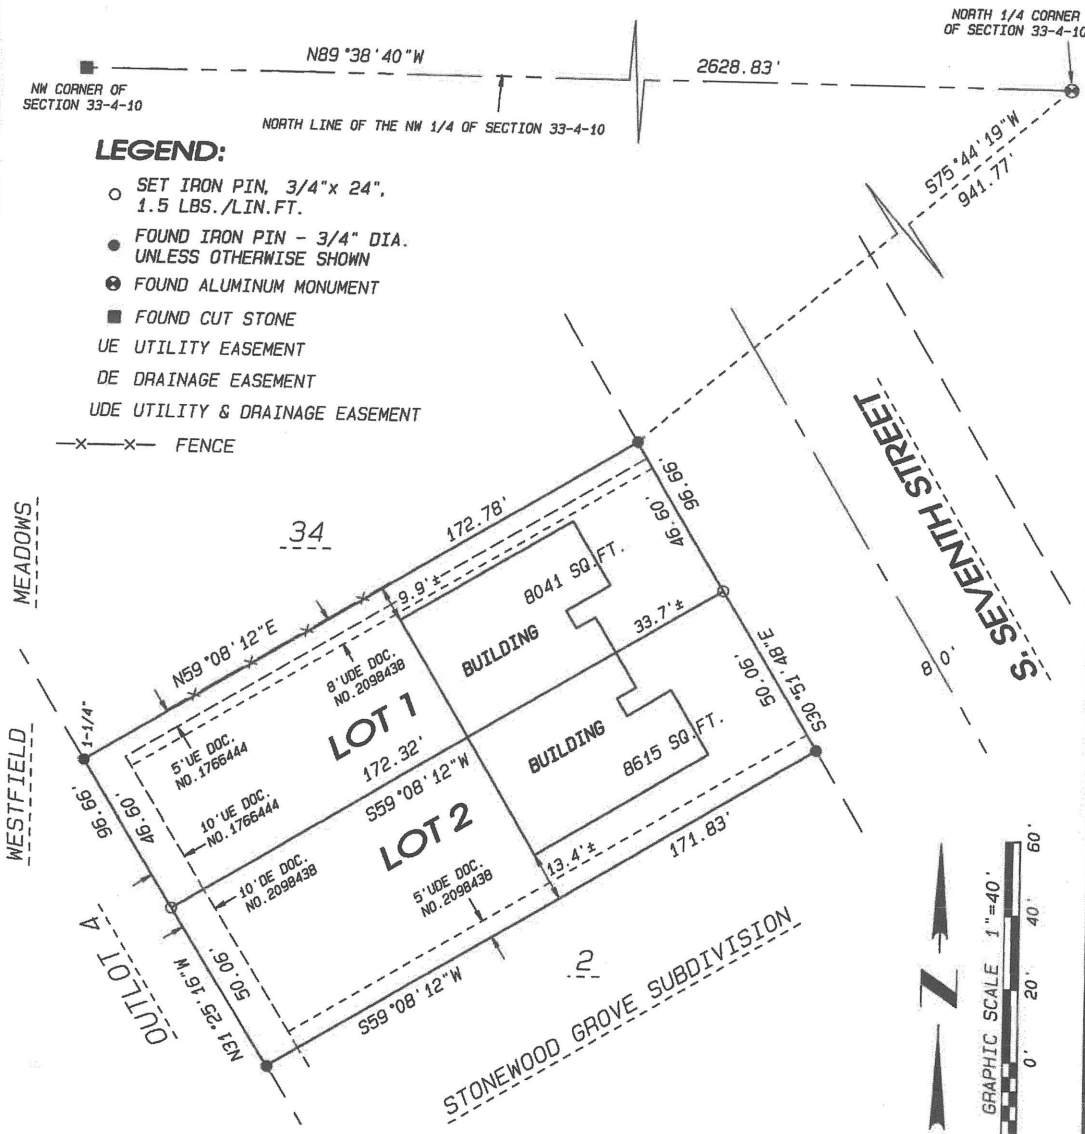 NORTH 1/4 CORNER
OF SECTION 33-4-10
N89°38'40"W
2628.83'
NW CORNER OF
SECTION 33-4-10
NORTH LINE OF THE NW 1/4 OF SECTION 33-4-10
S75°44'19"W
941.77'
LEGEND:
SET IRON PIN, 3/4"x 24",
1.5 LBS./LIN.FT.
FOUND IRON PIN - 3/4" DIA.
UNLESS OTHERWISE SHOWN
FOUND ALUMINUM MONUMENT
FOUND CUT STONE
UE UTILITY EASEMENT
DE DRAINAGE EASEMENT
UDE UTILITY & DRAINAGE EASEMENT
—X——X— FENCE
S. SEVENTH STREET
80'
MEADOWS
WESTFIELD
34
172.78'
96.66'
46.60'
9.9'±
8041 SQ.FT.
BUILDING
33.7'±
N59°08'12"E
8'UDE DOC.
NO.2098438
LOT 1
1-1/4"
5'UE DOC.
NO.1766444
172.32'
S59°08'12"W
BUILDING
8615 SQ.FT.
50.06'
S30°51'48"E
96.66'
46.60'
10'UE DOC.
NO.1766444
LOT 2
10'DE DOC.
NO.2098438
13.4'±
171.83'
5'UDE DOC.
NO.2098438
OUTLOT A
50.06'
N31°25'16"W
S59°08'12"W
2
STONEWOOD GROVE SUBDIVISION
N
GRAPHIC SCALE 1"=40'
0'
20'
40'
60'